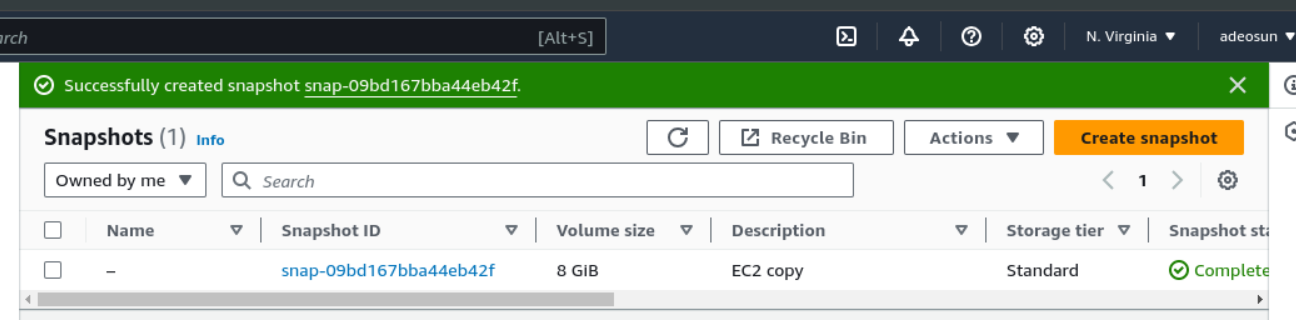 rch [Alt+S] N. Virginia adeosun
Successfully created snapshot snap-09bd167bba44eb42f.
Snapshots (1) Info Recycle Bin Actions Create snapshot
Owned by me Search 1
Name Snapshot ID Volume size Description Storage tier Snapshot sta
– snap-09bd167bba44eb42f 8 GiB EC2 copy Standard Complete